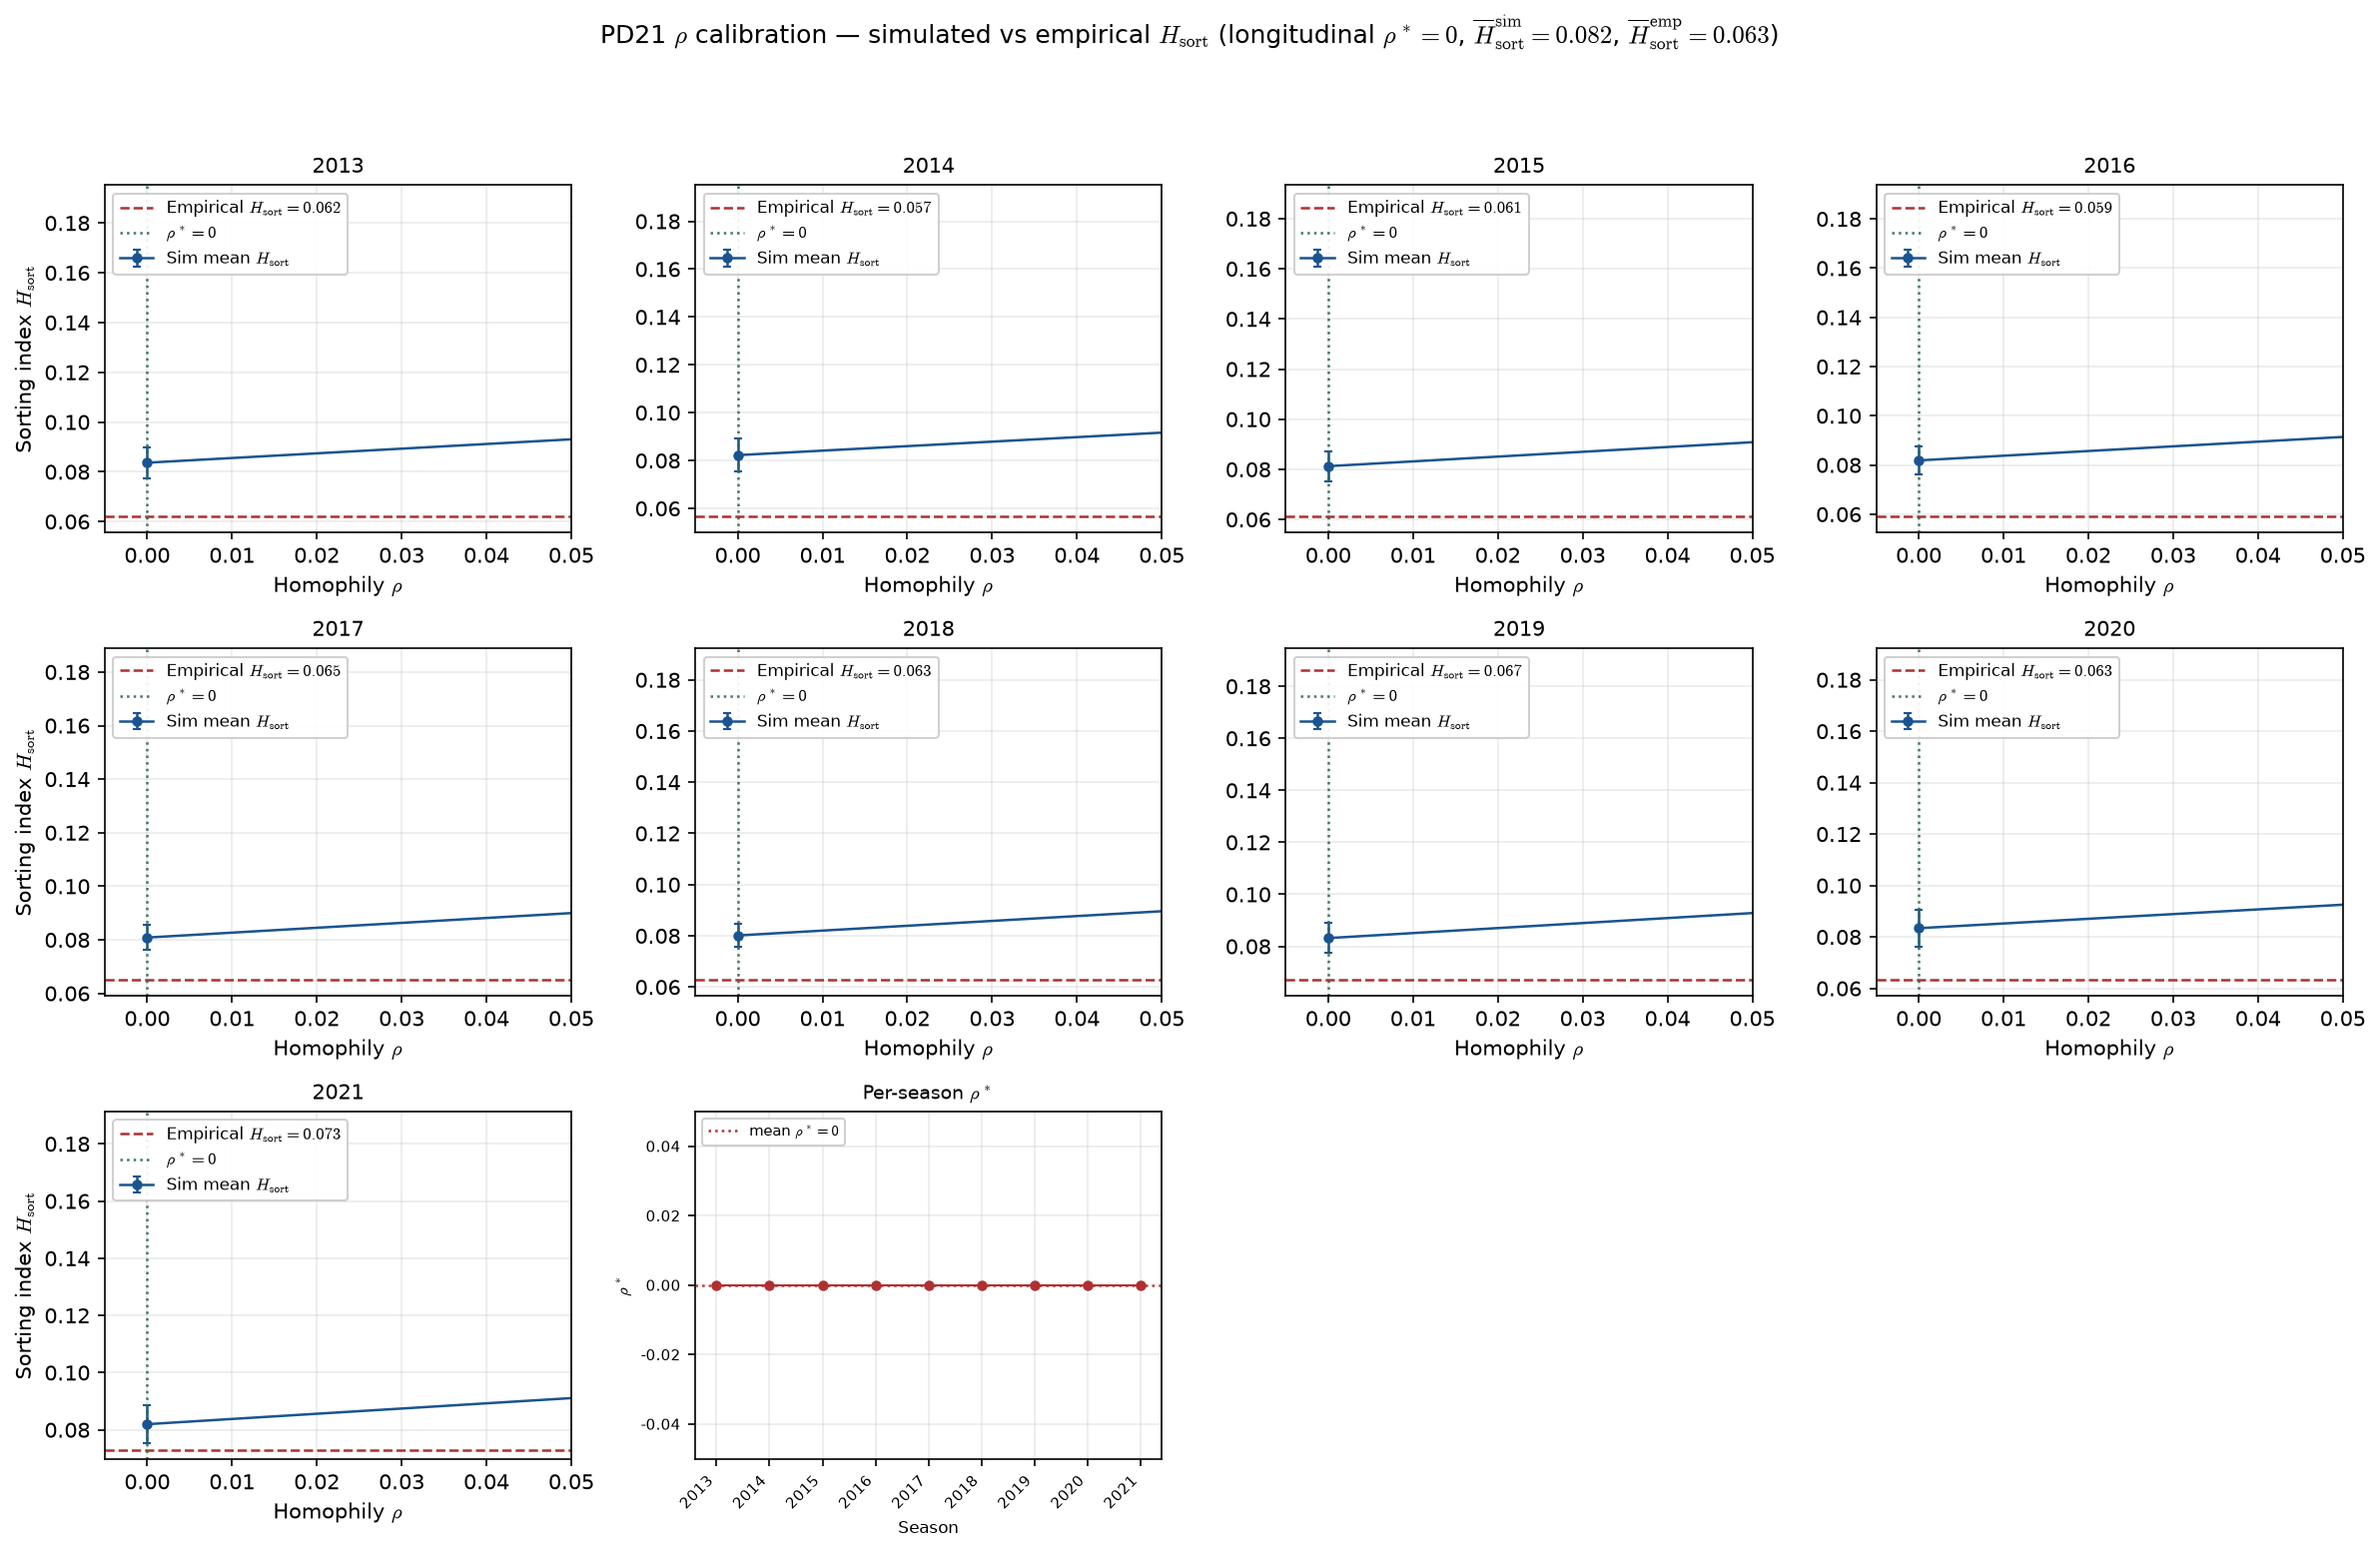 PD21 ρ calibration — simulated vs empirical H_sort (longitudinal ρ* = 0, H̅_sort^sim = 0.082, H̅_sort^emp = 0.063)
2013
Empirical H_sort = 0.062
ρ* = 0
Sim mean H_sort
Sorting index H_sort
0.18
0.16
0.14
0.12
0.10
0.08
0.06
0.00 0.01 0.02 0.03 0.04 0.05
Homophily ρ
2014
Empirical H_sort = 0.057
ρ* = 0
Sim mean H_sort
0.18
0.16
0.14
0.12
0.10
0.08
0.06
0.00 0.01 0.02 0.03 0.04 0.05
Homophily ρ
2015
Empirical H_sort = 0.061
ρ* = 0
Sim mean H_sort
0.18
0.16
0.14
0.12
0.10
0.08
0.06
0.00 0.01 0.02 0.03 0.04 0.05
Homophily ρ
2016
Empirical H_sort = 0.059
ρ* = 0
Sim mean H_sort
0.18
0.16
0.14
0.12
0.10
0.08
0.06
0.00 0.01 0.02 0.03 0.04 0.05
Homophily ρ
2017
Empirical H_sort = 0.065
ρ* = 0
Sim mean H_sort
Sorting index H_sort
0.18
0.16
0.14
0.12
0.10
0.08
0.06
0.00 0.01 0.02 0.03 0.04 0.05
Homophily ρ
2018
Empirical H_sort = 0.063
ρ* = 0
Sim mean H_sort
0.18
0.16
0.14
0.12
0.10
0.08
0.06
0.00 0.01 0.02 0.03 0.04 0.05
Homophily ρ
2019
Empirical H_sort = 0.067
ρ* = 0
Sim mean H_sort
0.18
0.16
0.14
0.12
0.10
0.08
0.00 0.01 0.02 0.03 0.04 0.05
Homophily ρ
2020
Empirical H_sort = 0.063
ρ* = 0
Sim mean H_sort
0.18
0.16
0.14
0.12
0.10
0.08
0.06
0.00 0.01 0.02 0.03 0.04 0.05
Homophily ρ
2021
Empirical H_sort = 0.073
ρ* = 0
Sim mean H_sort
Sorting index H_sort
0.18
0.16
0.14
0.12
0.10
0.08
0.00 0.01 0.02 0.03 0.04 0.05
Homophily ρ
Per-season ρ*
mean ρ* = 0
ρ*
0.04
0.02
0.00
-0.02
-0.04
2013 2014 2015 2016 2017 2018 2019 2020 2021
Season